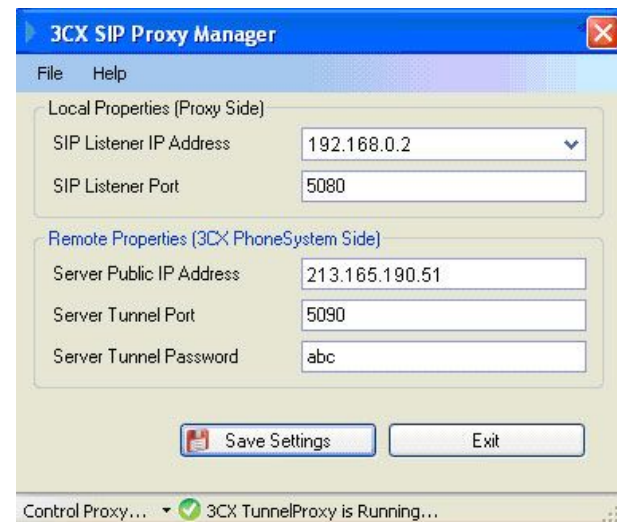 3CX SIP Proxy Manager
File Help
Local Properties (Proxy Side)
SIP Listener IP Address 192.168.0.2
SIP Listener Port 5080
Remote Properties (3CX PhoneSystem Side)
Server Public IP Address 213.165.190.51
Server Tunnel Port 5090
Server Tunnel Password abc
Save Settings Exit
Control Proxy... 3CX TunnelProxy is Running...